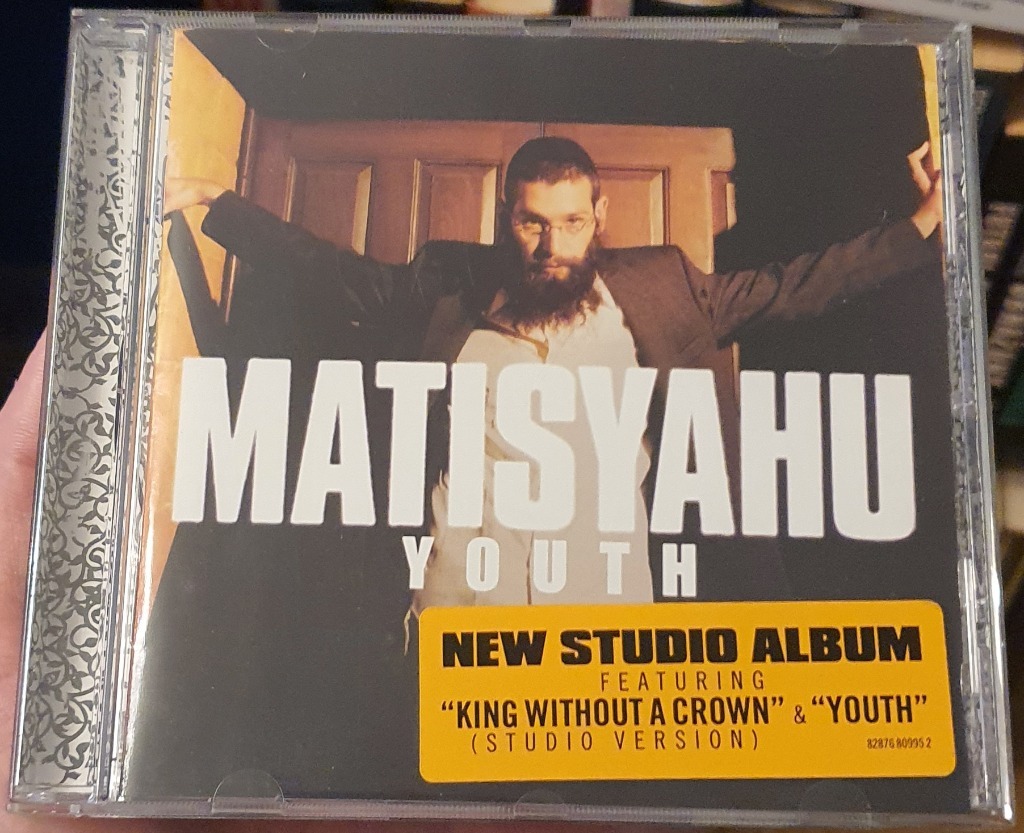 MATISYAHU
YOUTH
NEW STUDIO ALBUM
FEATURING
“KING WITHOUT A CROWN” & “YOUTH”
(STUDIO VERSION)
82876 80995 2